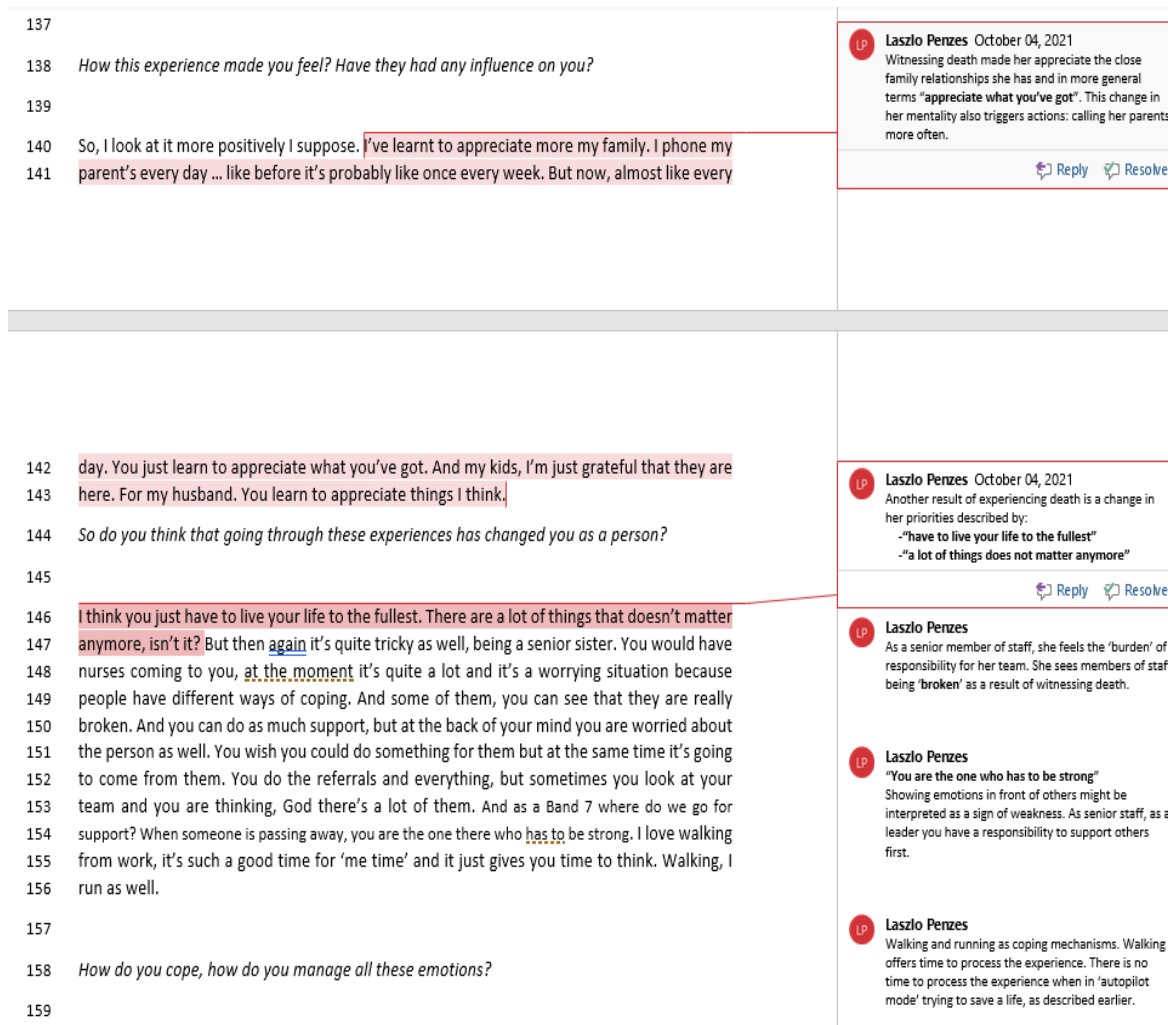 137
138 How this experience made you feel? Have they had any influence on you?
139
140 So, I look at it more positively I suppose. I've learnt to appreciate more my family. I phone my
141 parent's every day ... like before it's probably like once every week. But now, almost like every
LP Laszlo Penzes October 04, 2021
Witnessing death made her appreciate the close
family relationships she has and in more general
terms "appreciate what you've got". This change in
her mentality also triggers actions: calling her parents
more often.
Reply Resolve
142 day. You just learn to appreciate what you've got. And my kids, I'm just grateful that they are
143 here. For my husband. You learn to appreciate things I think.
144 So do you think that going through these experiences has changed you as a person?
145
146 I think you just have to live your life to the fullest. There are a lot of things that doesn't matter
147 anymore, isn't it? But then again it's quite tricky as well, being a senior sister. You would have
148 nurses coming to you, at the moment it's quite a lot and it's a worrying situation because
149 people have different ways of coping. And some of them, you can see that they are really
150 broken. And you can do as much support, but at the back of your mind you are worried about
151 the person as well. You wish you could do something for them but at the same time it's going
152 to come from them. You do the referrals and everything, but sometimes you look at your
153 team and you are thinking, God there's a lot of them. And as a Band 7 where do we go for
154 support? When someone is passing away, you are the one there who has to be strong. I love walking
155 from work, it's such a good time for 'me time' and it just gives you time to think. Walking, I
156 run as well.
157
158 How do you cope, how do you manage all these emotions?
159
LP Laszlo Penzes October 04, 2021
Another result of experiencing death is a change in
her priorities described by:
-"have to live your life to the fullest"
-"a lot of things does not matter anymore"
Reply Resolve
LP Laszlo Penzes
As a senior member of staff, she feels the 'burden' of
responsibility for her team. She sees members of staf
being 'broken' as a result of witnessing death.
LP Laszlo Penzes
"You are the one who has to be strong"
Showing emotions in front of others might be
interpreted as a sign of weakness. As senior staff, as a
leader you have a responsibility to support others
first.
LP Laszlo Penzes
Walking and running as coping mechanisms. Walking
offers time to process the experience. There is no
time to process the experience when in 'autopilot
mode' trying to save a life, as described earlier.